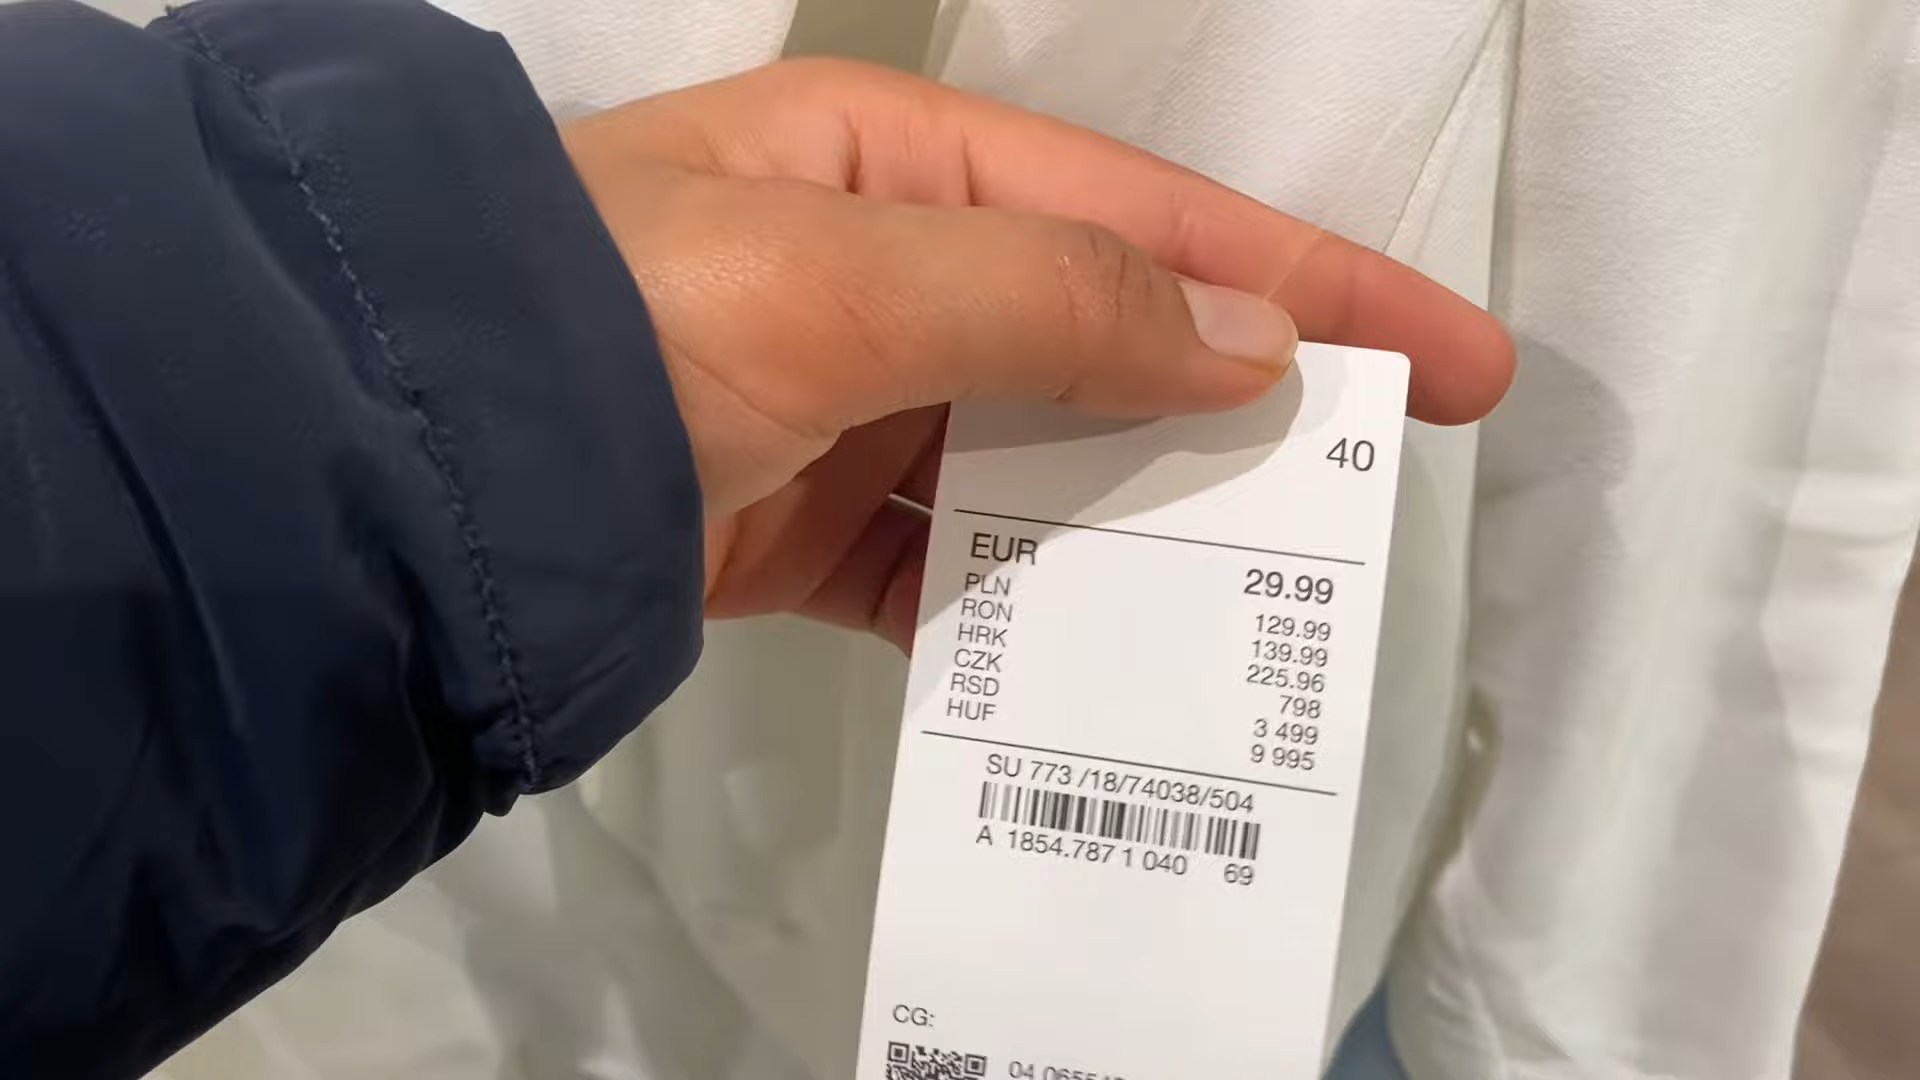 40
EUR 29.99
PLN 129.99
RON 139.99
HRK 225.96
CZK 798
RSD 3 499
HUF 9 995
SU 773 /18/74038/504
A 1854.787 1 040 69
CG: